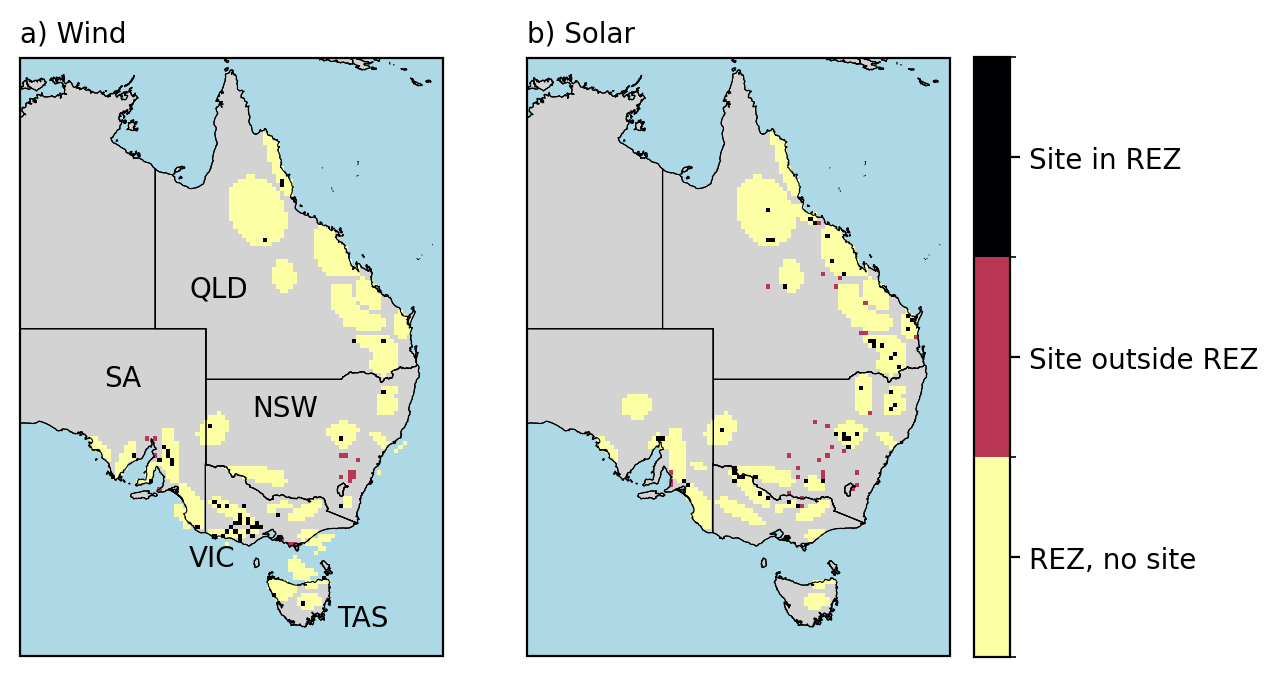 a) Wind
b) Solar
QLD
SA
NSW
VIC
TAS
Site in REZ
Site outside REZ
REZ, no site